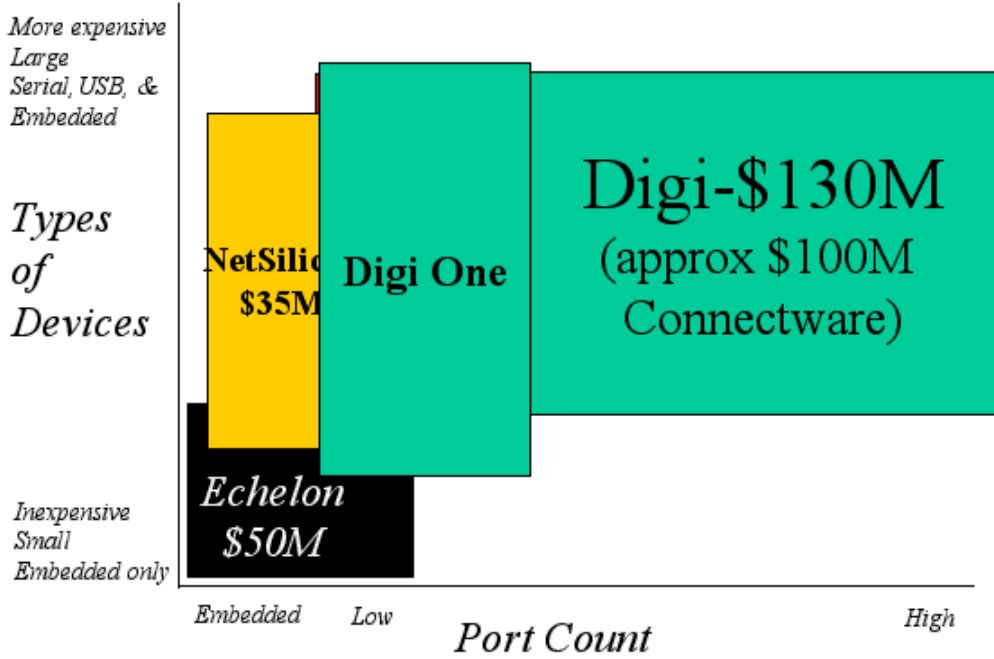 More expensive
Large
Serial, USB, &
Embedded
Types
of
Devices
Inexpensive
Small
Embedded only
$35M
Digi One
Digi-$130M
(approx $100M
Connectware)
Echelon
$50M
Embedded
Low
High
Port Count